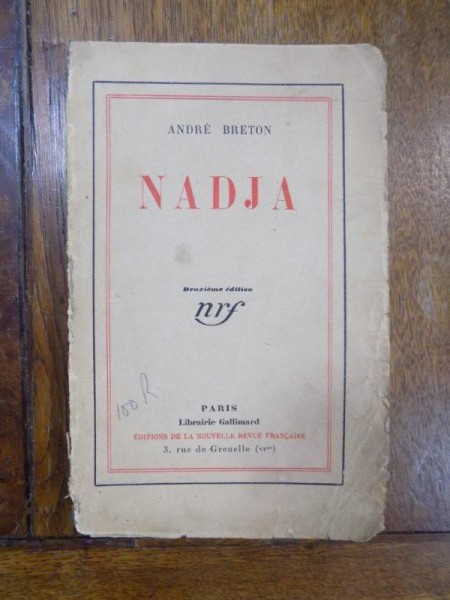 ANDRÉ BRETON
NADJA
Deuxième édition
nrf
100 R
PARIS
Librairie Gallimard
ÉDITIONS DE LA NOUVELLE REVUE FRANÇAISE
3, rue de Grenelle (VIme)